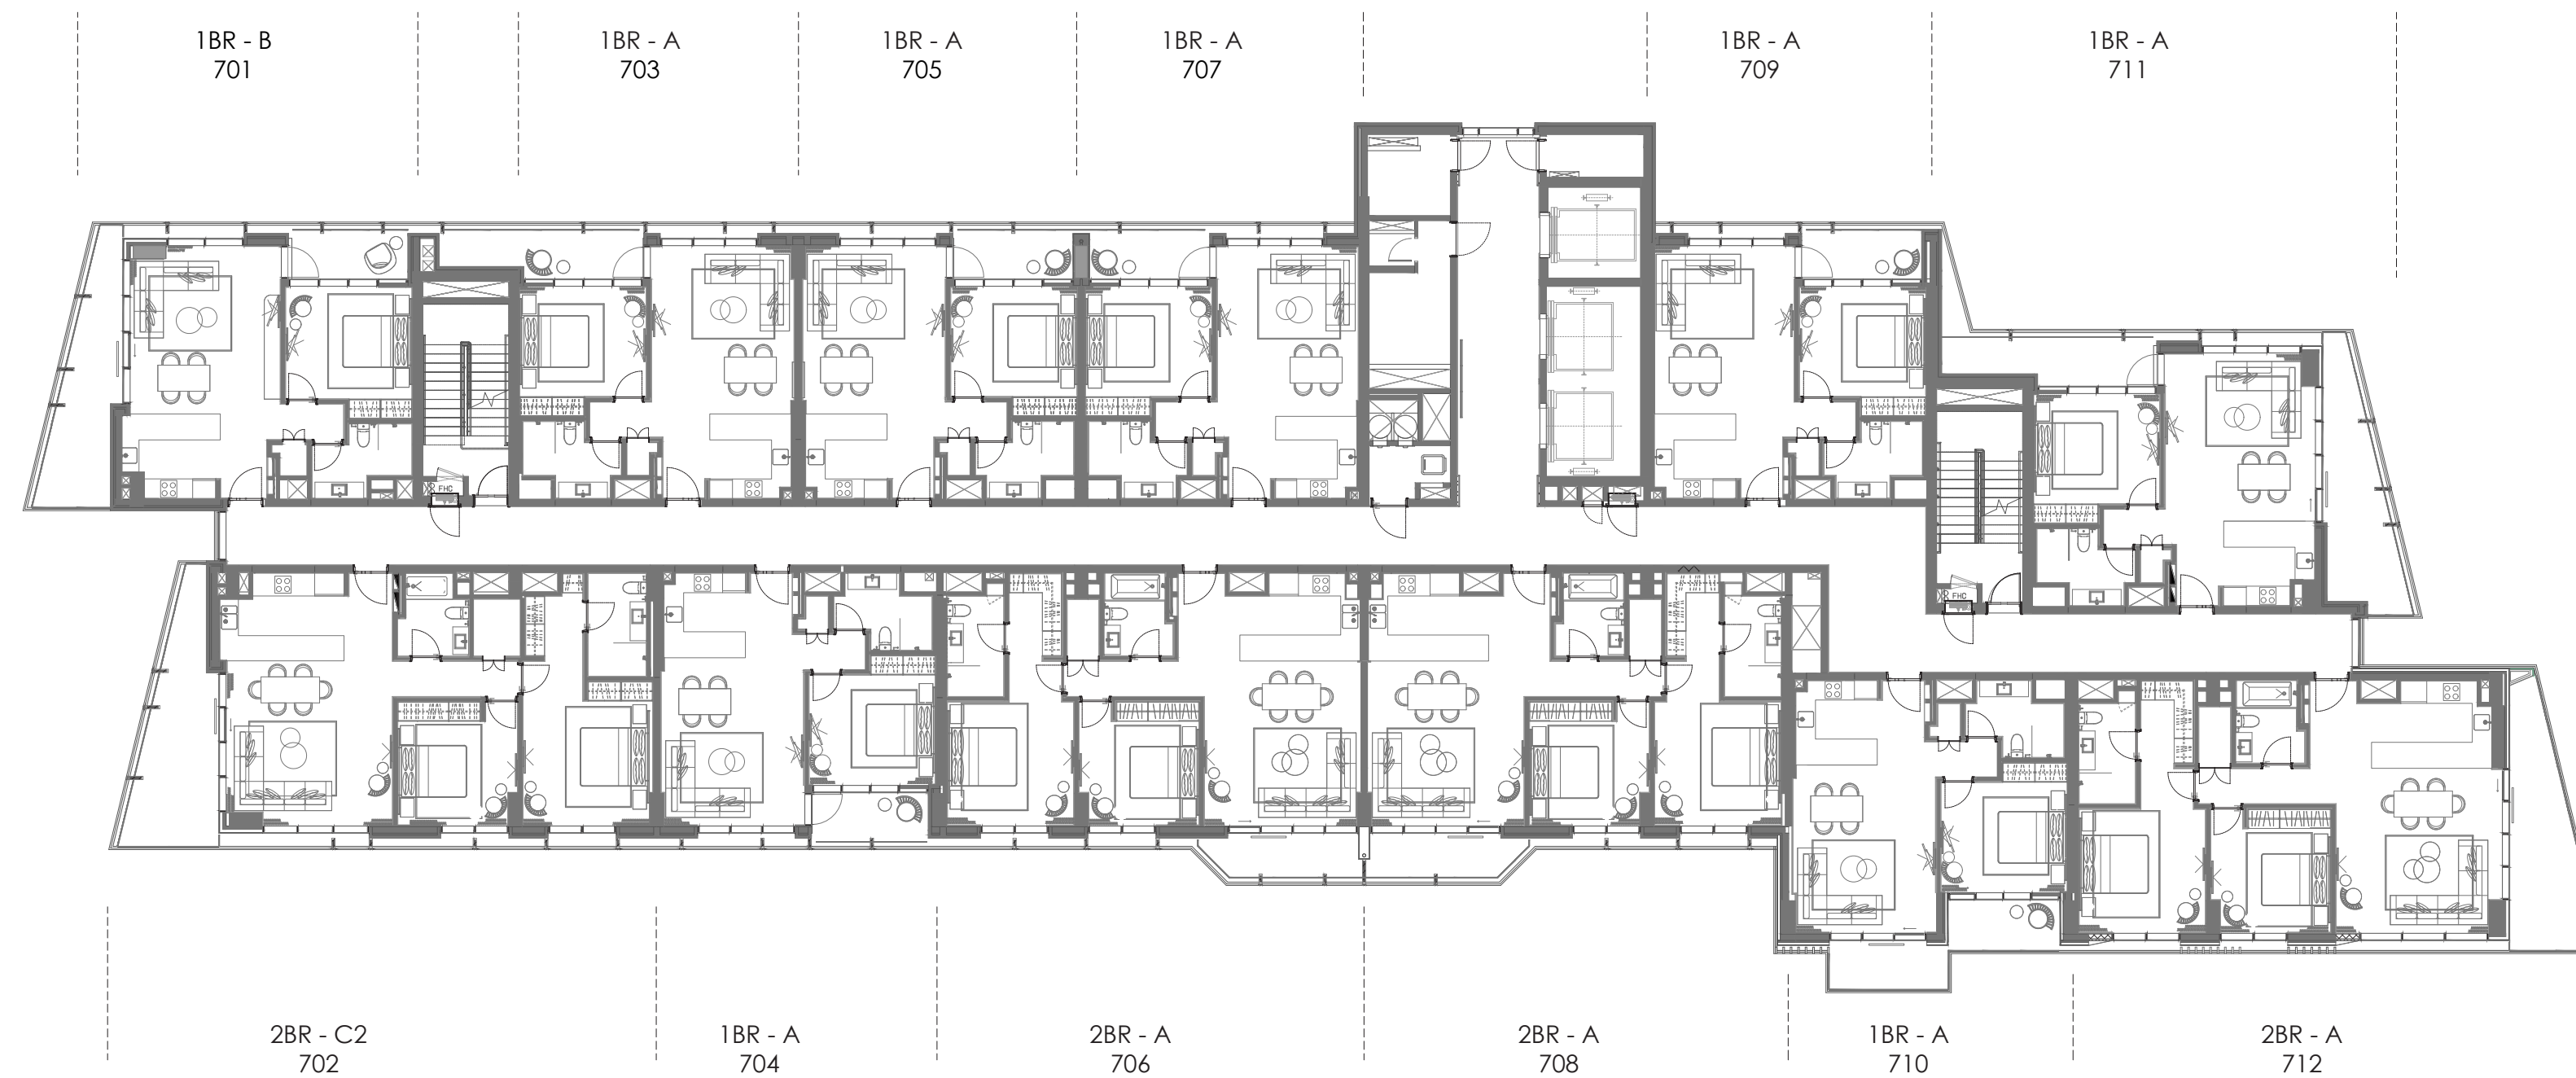 1BR - B
701
1BR - A
703
1BR - A
705
1BR - A
707
1BR - A
709
1BR - A
711
FHC
FHC
2BR - C2
702
1BR - A
704
2BR - A
706
2BR - A
708
1BR - A
710
2BR - A
712